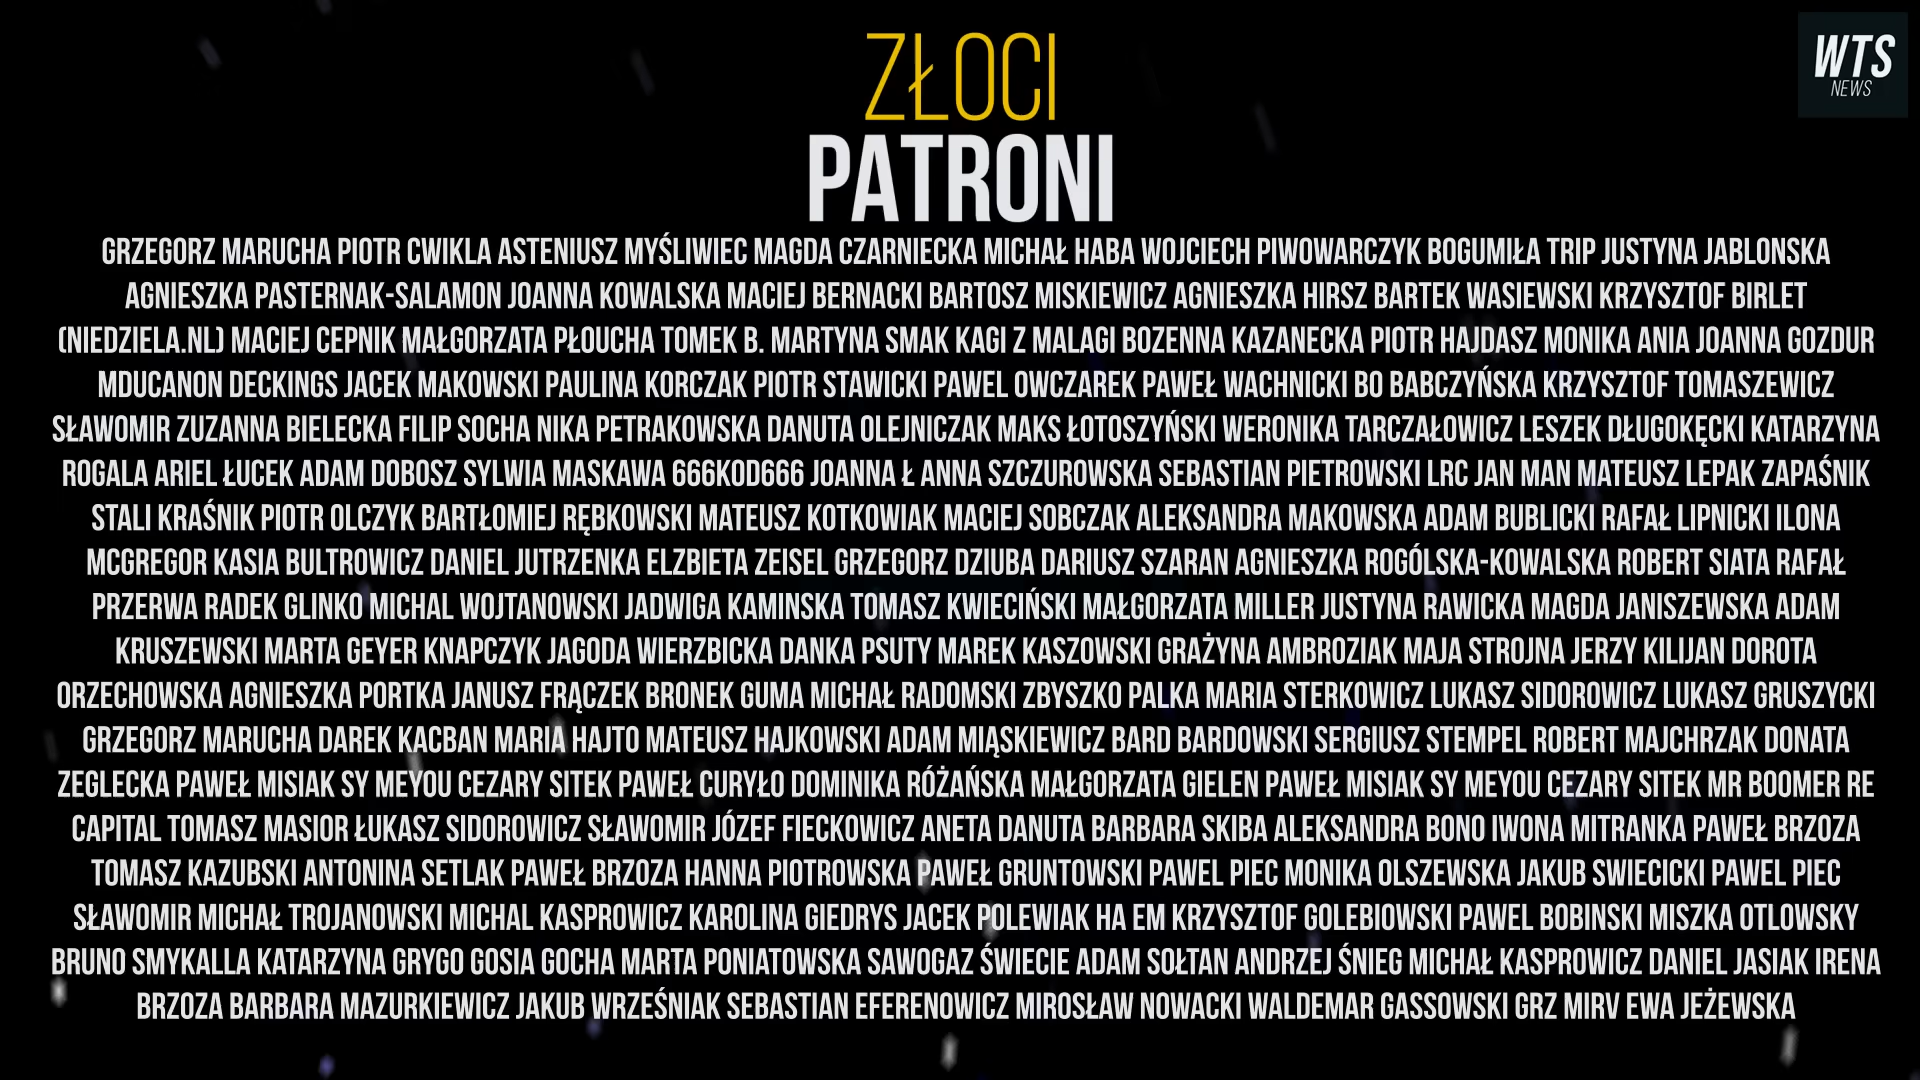 ZŁOCI
WTS
NEWS
PATRONI
GRZEGORZ MARUCHA PIOTR CWIKLA ASTENIUSZ MYŚLIWIEC MAGDA CZARNIECKA MICHAŁ HABA WOJCIECH PIWOWARCZYK BOGUMIŁA TRIP JUSTYNA JABLONSKA
AGNIESZKA PASTERNAK-SALAMON JOANNA KOWALSKA MACIEJ BERNACKI BARTOSZ MISKIEWICZ AGNIESZKA HIRSZ BARTEK WASIEWSKI KRZYSZTOF BIRLET
(NIEDZIELA.NL) MACIEJ CEPNIK MAŁGORZATA PŁOUCHA TOMEK B. MARTYNA SMAK KAGI Z MALAGI BOZENNA KAZANECKA PIOTR HAJDASZ MONIKA ANIA JOANNA GOZDUR
MDUCANON DECKINGS JACEK MAKOWSKI PAULINA KORCZAK PIOTR STAWICKI PAWEL OWCZAREK PAWEŁ WACHNICKI BO BABCZYŃSKA KRZYSZTOF TOMASZEWICZ
SŁAWOMIR ZUZANNA BIELECKA FILIP SOCHA NIKA PETRAKOWSKA DANUTA OLEJNICZAK MAKS ŁOTOSZYŃSKI WERONIKA TARCZAŁOWICZ LESZEK DŁUGOKĘCKI KATARZYNA
ROGALA ARIEL ŁUCEK ADAM DOBOSZ SYLWIA MASKAWA 666KOD666 JOANNA Ł ANNA SZCZUROWSKA SEBASTIAN PIETROWSKI LRC JAN MAN MATEUSZ LEPAK ZAPAŚNIK
STALI KRAŚNIK PIOTR OLCZYK BARTŁOMIEJ RĘBKOWSKI MATEUSZ KOTKOWIAK MACIEJ SOBCZAK ALEKSANDRA MAKOWSKA ADAM BUBLICKI RAFAŁ LIPNICKI ILONA
MCGREGOR KASIA BULTROWICZ DANIEL JUTRZENKA ELZBIETA ZEISEL GRZEGORZ DZIUBA DARIUSZ SZARAN AGNIESZKA ROGÓLSKA-KOWALSKA ROBERT SIATA RAFAŁ
PRZERWA RADEK GLINKO MICHAL WOJTANOWSKI JADWIGA KAMINSKA TOMASZ KWIECIŃSKI MAŁGORZATA MILLER JUSTYNA RAWICKA MAGDA JANISZEWSKA ADAM
KRUSZEWSKI MARTA GEYER KNAPCZYK JAGODA WIERZBICKA DANKA PSUTY MAREK KASZOWSKI GRAŻYNA AMBROZIAK MAJA STROJNA JERZY KILIJAN DOROTA
ORZECHOWSKA AGNIESZKA PORTKA JANUSZ FRĄCZEK BRONEK GUMA MICHAŁ RADOMSKI ZBYSZKO PALKA MARIA STERKOWICZ LUKASZ SIDOROWICZ LUKASZ GRUSZYCKI
GRZEGORZ MARUCHA DAREK KACBAN MARIA HAJTO MATEUSZ HAJKOWSKI ADAM MIĄSKIEWICZ BARD BARDOWSKI SERGIUSZ STEMPEL ROBERT MAJCHRZAK DONATA
ZEGLECKA PAWEŁ MISIAK SY MEYOU CEZARY SITEK PAWEŁ CURYŁO DOMINIKA RÓŻAŃSKA MAŁGORZATA GIELEN PAWEŁ MISIAK SY MEYOU CEZARY SITEK MR BOOMER RE
CAPITAL TOMASZ MASIOR ŁUKASZ SIDOROWICZ SŁAWOMIR JÓZEF FIECKOWICZ ANETA DANUTA BARBARA SKIBA ALEKSANDRA BONO IWONA MITRANKA PAWEŁ BRZOZA
TOMASZ KAZUBSKI ANTONINA SETLAK PAWEŁ BRZOZA HANNA PIOTROWSKA PAWEŁ GRUNTOWSKI PAWEL PIEC MONIKA OLSZEWSKA JAKUB SWIECICKI PAWEL PIEC
SŁAWOMIR MICHAŁ TROJANOWSKI MICHAL KASPROWICZ KAROLINA GIEDRYS JACEK POLEWIAK HA EM KRZYSZTOF GOLEBIOWSKI PAWEL BOBINSKI MISZKA OTLOWSKY
BRUNO SMYKALLA KATARZYNA GRYGO GOSIA GOCHA MARTA PONIATOWSKA SAWOGAZ ŚWIECIE ADAM SOŁTAN ANDRZEJ ŚNIEG MICHAŁ KASPROWICZ DANIEL JASIAK IRENA
BRZOZA BARBARA MAZURKIEWICZ JAKUB WRZEŚNIAK SEBASTIAN EFERENOWICZ MIROSŁAW NOWACKI WALDEMAR GASSOWSKI GRZ MIRV EWA JEŻEWSKA